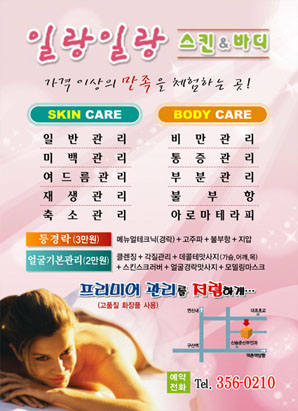 일랑일랑 스킨&바디
가격 이상의 만족을 체험하는 곳!
SKIN CARE
일반관리
미백관리
여드름관리
재생관리
축소관리
BODY CARE
비만관리
통증관리
부분관리
불부항
아로마테라피
등경락 (3만원)
메뉴얼테크닉(경락) + 고주파 + 불부항 + 지압
얼굴기본관리(2만원)
클렌징 + 각질관리 + 데콜테맛사지(가슴,어깨,목)
+ 스킨스크러버 + 얼굴경락맛사지 + 모델링마스크
프리미어 관리를 저렴하게...
(고품질 화장품 사용)
연신내
구산역
예약
전화
Tel. 356-0210